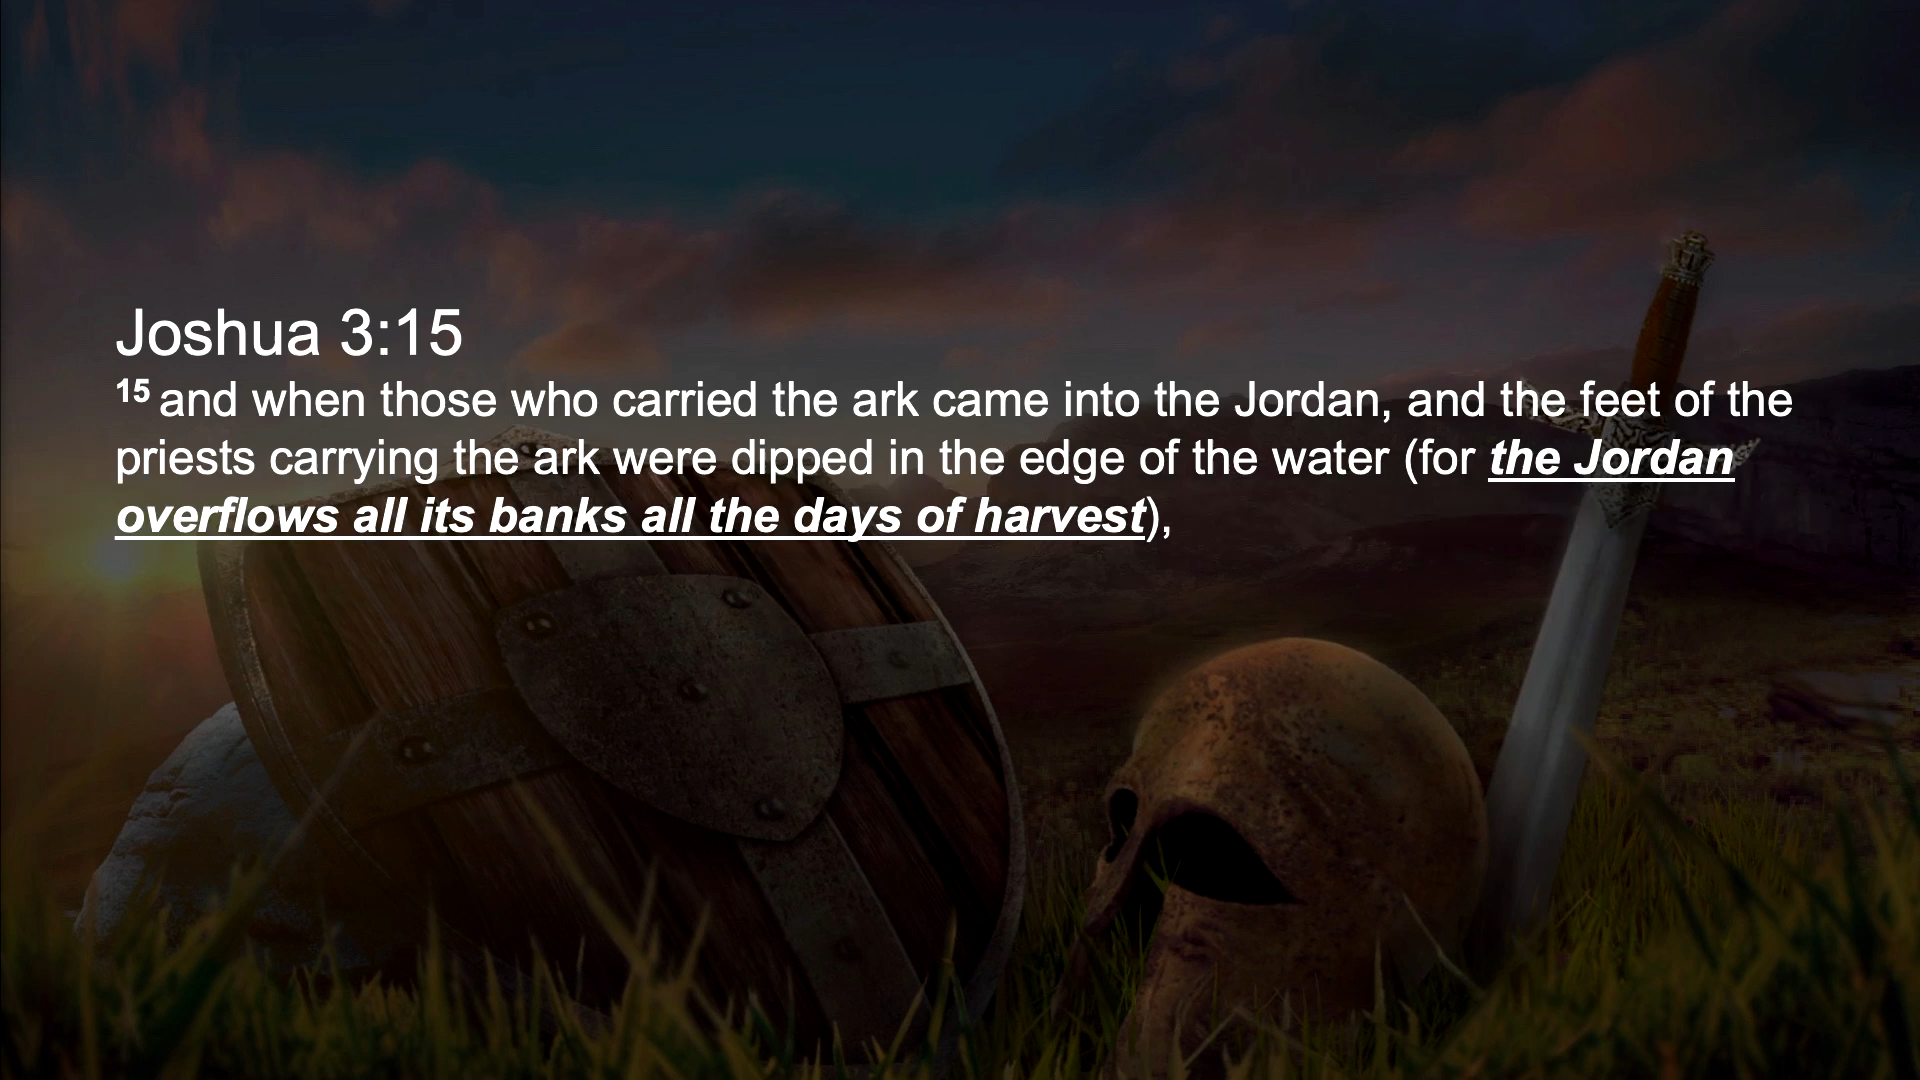 Joshua 3:15
15 and when those who carried the ark came into the Jordan, and the feet of the
priests carrying the ark were dipped in the edge of the water (for the Jordan
overflows all its banks all the days of harvest),